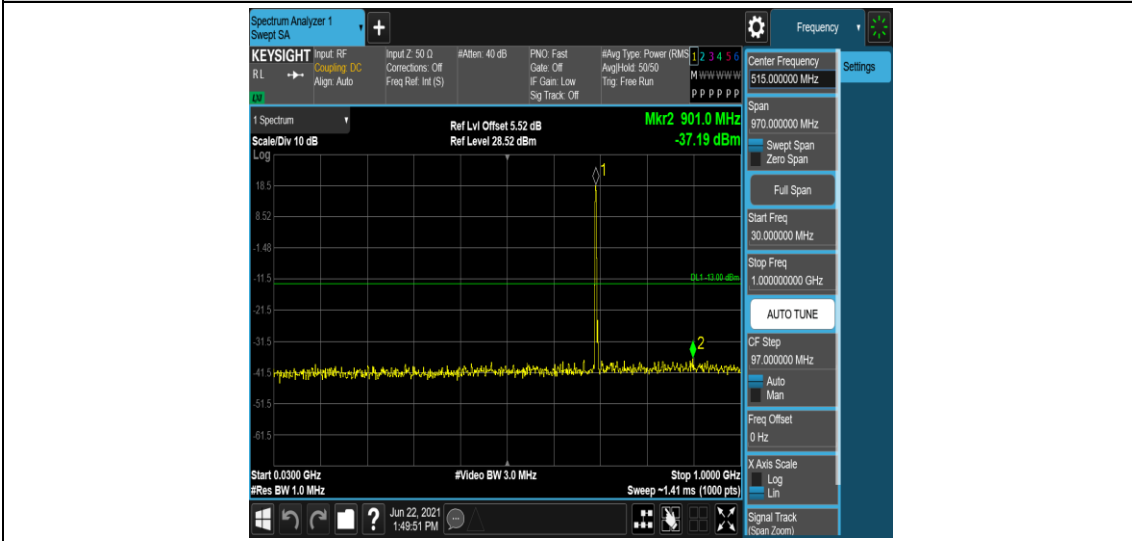 Spectrum Analyzer 1
Swept SA
+
Frequency
KEYSIGHT
Input: RF
Input Z: 50 Ω
#Atten: 40 dB
PNO: Fast
#Avg Type: Power (RMS
1 2 3 4 5 6
R L
Coupling: DC
Corrections: Off
Gate: Off
Avg|Hold: 50/50
M W W W W W
Align: Auto
Freq Ref: Int (S)
IF Gain: Low
Trig: Free Run
Sig Track: Off
P P P P P P
1 Spectrum
Ref Lvl Offset 5.52 dB
Mkr2 901.0 MHz
Scale/Div 10 dB
Ref Level 28.52 dBm
-37.19 dBm
Log
1
18.5
8.52
-1.48
-11.5
DL1 -13.00 dBm
-21.5
-31.5
2
-41.5
-51.5
-61.5
Start 0.0300 GHz
#Video BW 3.0 MHz
Stop 1.0000 GHz
#Res BW 1.0 MHz
Sweep ~1.41 ms (1000 pts)
?
Jun 22, 2021
1:49:51 PM
Center Frequency
515.000000 MHz
Settings
Span
970.000000 MHz
Swept Span
Zero Span
Full Span
Start Freq
30.000000 MHz
Stop Freq
1.000000000 GHz
AUTO TUNE
CF Step
97.000000 MHz
Auto
Man
Freq Offset
0 Hz
X Axis Scale
Log
Lin
Signal Track
(Span Zoom)